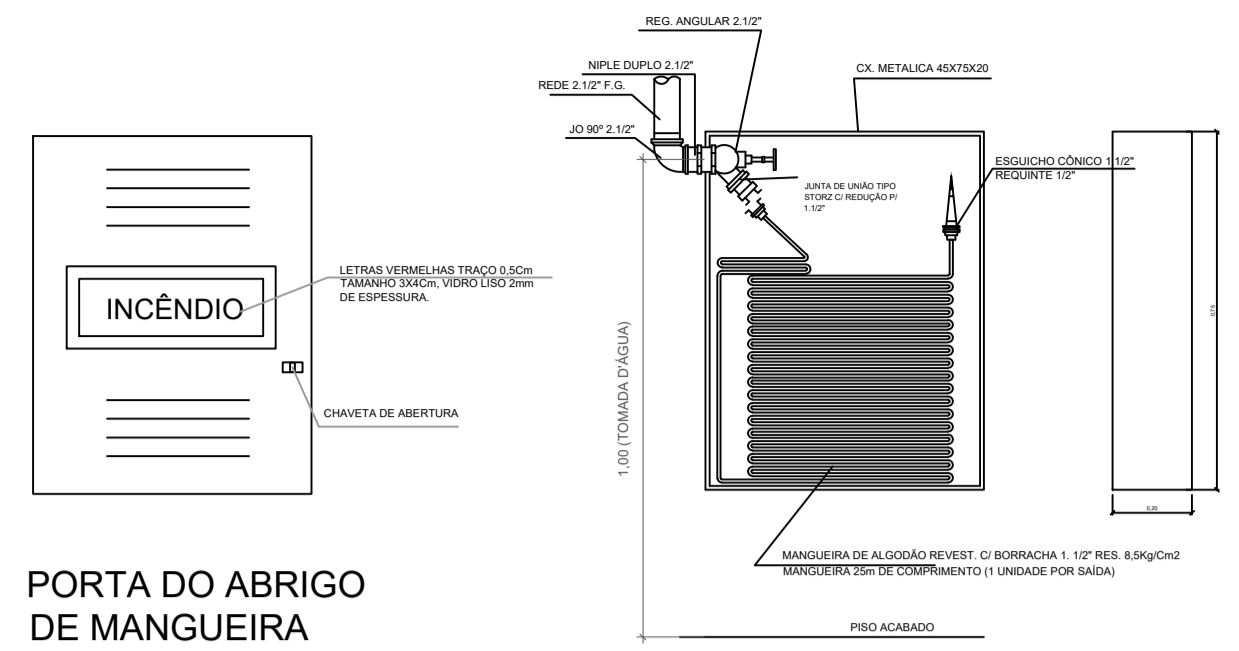 REG. ANGULAR 2.1/2"
NIPLE DUPLO 2.1/2"
REDE 2.1/2" F.G.
JO 90º 2.1/2"
CX. METALICA 45X75X20
ESGUICHO CÔNICO 1.1/2"
REQUINTE 1/2"
JUNTA DE UNIÃO TIPO
STORZ C/ REDUÇÃO P/
1.1/2"
LETRAS VERMELHAS TRAÇO 0,5Cm
TAMANHO 3X4Cm, VIDRO LISO 2mm
DE ESPESSURA.
INCÊNDIO
CHAVETA DE ABERTURA
1,00 (TOMADA D'ÁGUA)
0,75
0,20
MANGUEIRA DE ALGODÃO REVEST. C/ BORRACHA 1. 1/2" RES. 8,5Kg/Cm2
MANGUEIRA 25m DE COMPRIMENTO (1 UNIDADE POR SAÍDA)
PISO ACABADO
PORTA DO ABRIGO
DE MANGUEIRA